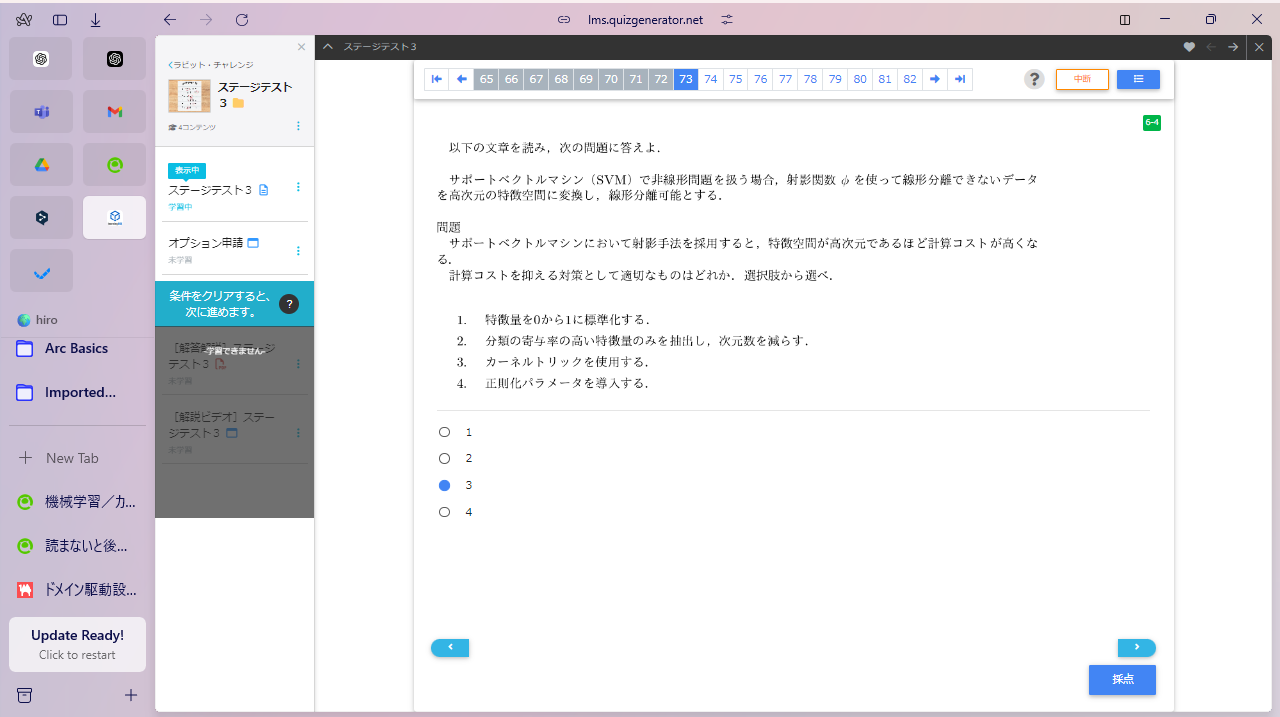 lms.quizgenerator.net
hiro
Arc Basics
Imported...
New Tab
機械学習／カ...
読まないと後...
ドメイン駆動設...
Update Ready!
Click to restart
ラビット・チャレンジ
ステージテスト
3
4コンテンツ
表示中
ステージテスト3
学習中
オプション申請
未学習
条件をクリアすると、
次に進めます。
?
-学習できません-
［解答解説］ステージ
テスト3
未学習
［解説ビデオ］ステー
ジテスト3
未学習
ステージテスト3
65 66 67 68 69 70 71 72 73 74 75 76 77 78 79 80 81 82
?
中断
6-4
以下の文章を読み，次の問題に答えよ．
サポートベクトルマシン（SVM）で非線形問題を扱う場合，射影関数 ϕ を使って線形分離できないデータ
を高次元の特徴空間に変換し，線形分離可能とする．
問題
サポートベクトルマシンにおいて射影手法を採用すると，特徴空間が高次元であるほど計算コストが高くな
る．
計算コストを抑える対策として適切なものはどれか．選択肢から選べ．
1. 特徴量を0から1に標準化する．
2. 分類の寄与率の高い特徴量のみを抽出し，次元数を減らす．
3. カーネルトリックを使用する．
4. 正則化パラメータを導入する．
1
2
3
4
採点